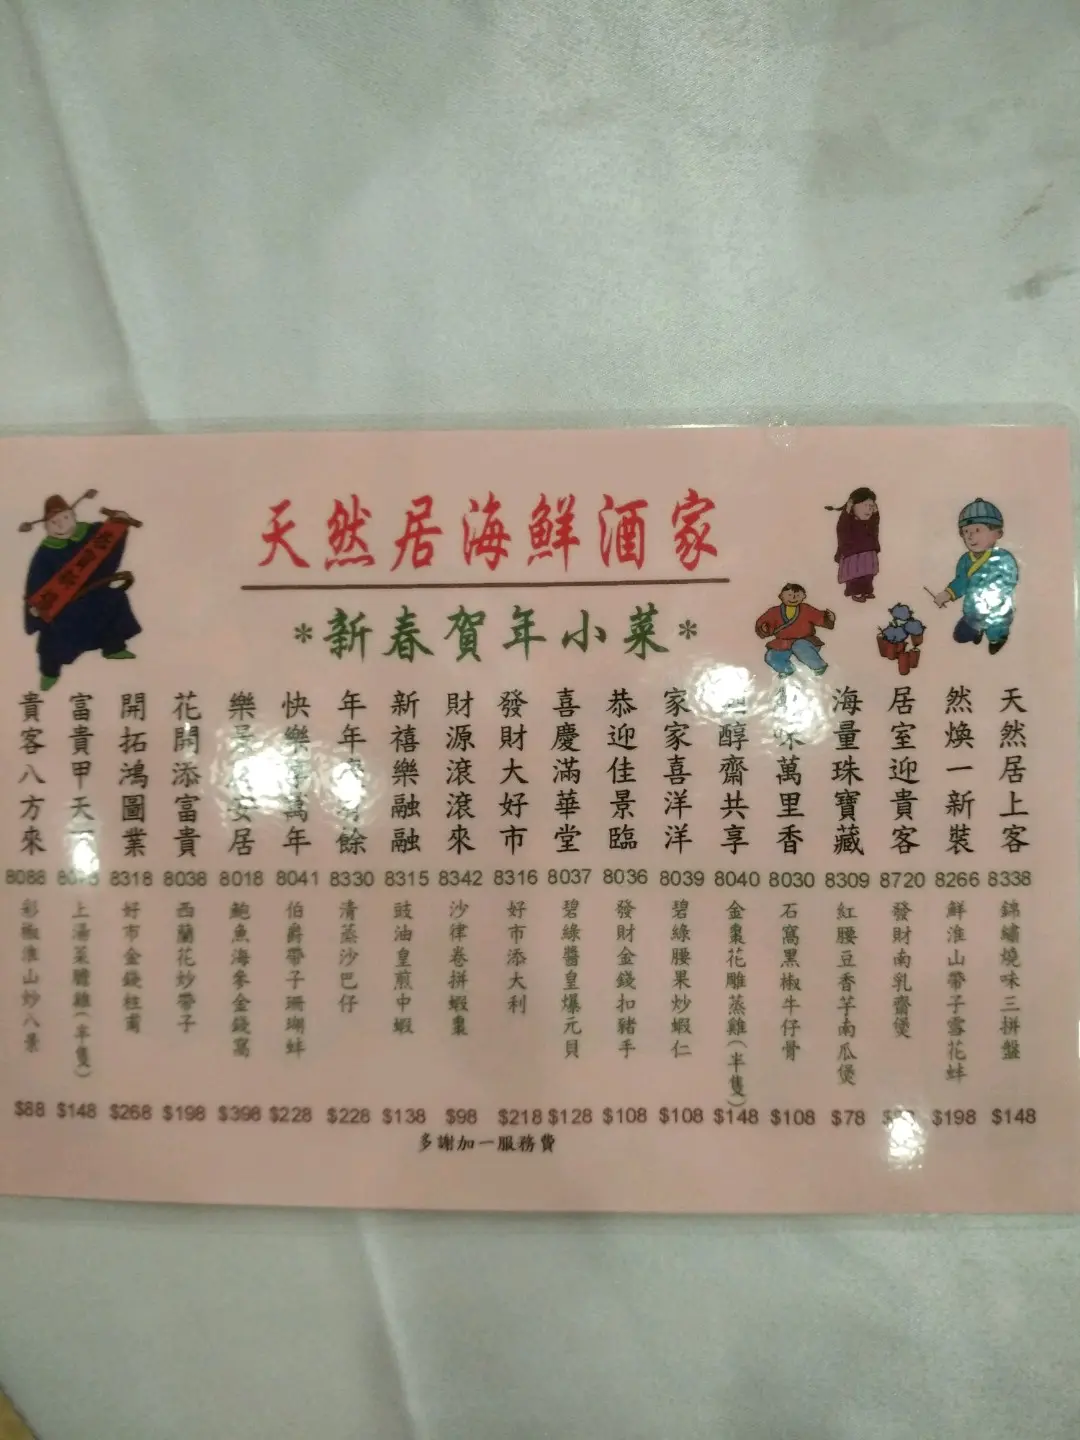 天然居海鮮酒家
*新春賀年小菜*
天然居上客
8338
錦繡燒味三拼盤
$148
然煥一新裝
8266
鮮淮山帶子雪花蚌
$198
居室迎貴客
8720
發財南乳齋煲
海量珠寶藏
8309
紅腰豆香芋南瓜煲
$78
味萬里香
8030
石窩黑椒牛仔骨
$108
醇齋共享
8040
金棗花雕蒸雞(半隻)
$148
家家喜洋洋
8039
碧綠腰果炒蝦仁
$108
恭迎佳景臨
8036
發財金錢扣豬手
$108
喜慶滿華堂
8037
碧綠醬皇爆元貝
$128
發財大好市
8316
好市添大利
$218
財源滾滾來
8342
沙律卷拼蝦棗
$98
新禧樂融融
8315
豉油皇煎中蝦
$138
年年 餘
8330
清蒸沙巴仔
$228
快樂 萬年
8041
伯爵帶子珊瑚蚌
$228
樂 安居
8018
鮑魚海參金錢窩
$398
花開添富貴
8038
西蘭花炒帶子
$198
開拓鴻圖業
8318
好市金錢柱甫
$268
富貴甲天下
上湯菜膽雞(半隻)
$148
貴客八方來
8088
彩椒淮山炒八景
$88
多謝加一服務費